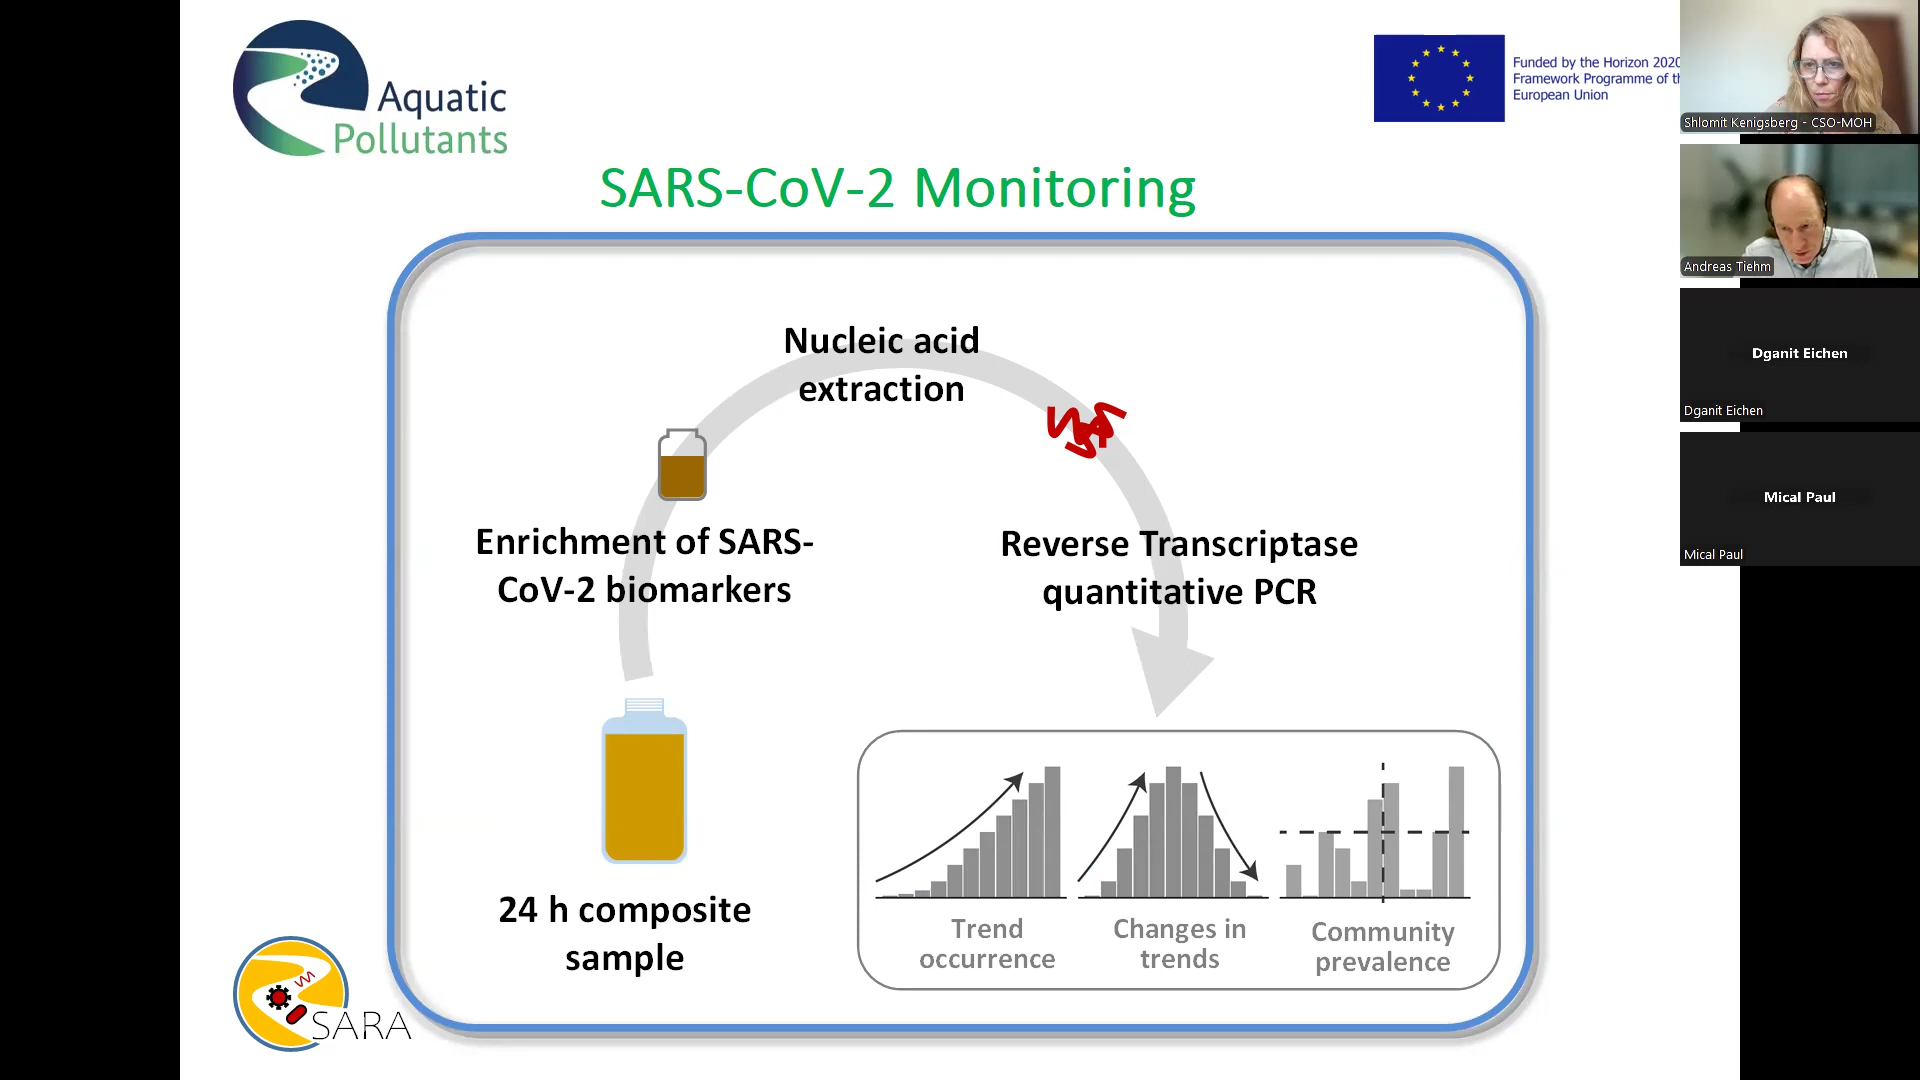 Aquatic
Pollutants
Funded by the Horizon 2020
Framework Programme of th
European Union
SARS-CoV-2 Monitoring
Nucleic acid
extraction
Enrichment of SARS-
CoV-2 biomarkers
Reverse Transcriptase
quantitative PCR
24 h composite
sample
Trend
occurrence
Changes in
trends
Community
prevalence
SARA
Shlomit Kenigsberg - CSO-MOH
Andreas Tiehm
Dganit Eichen
Dganit Eichen
Mical Paul
Mical Paul